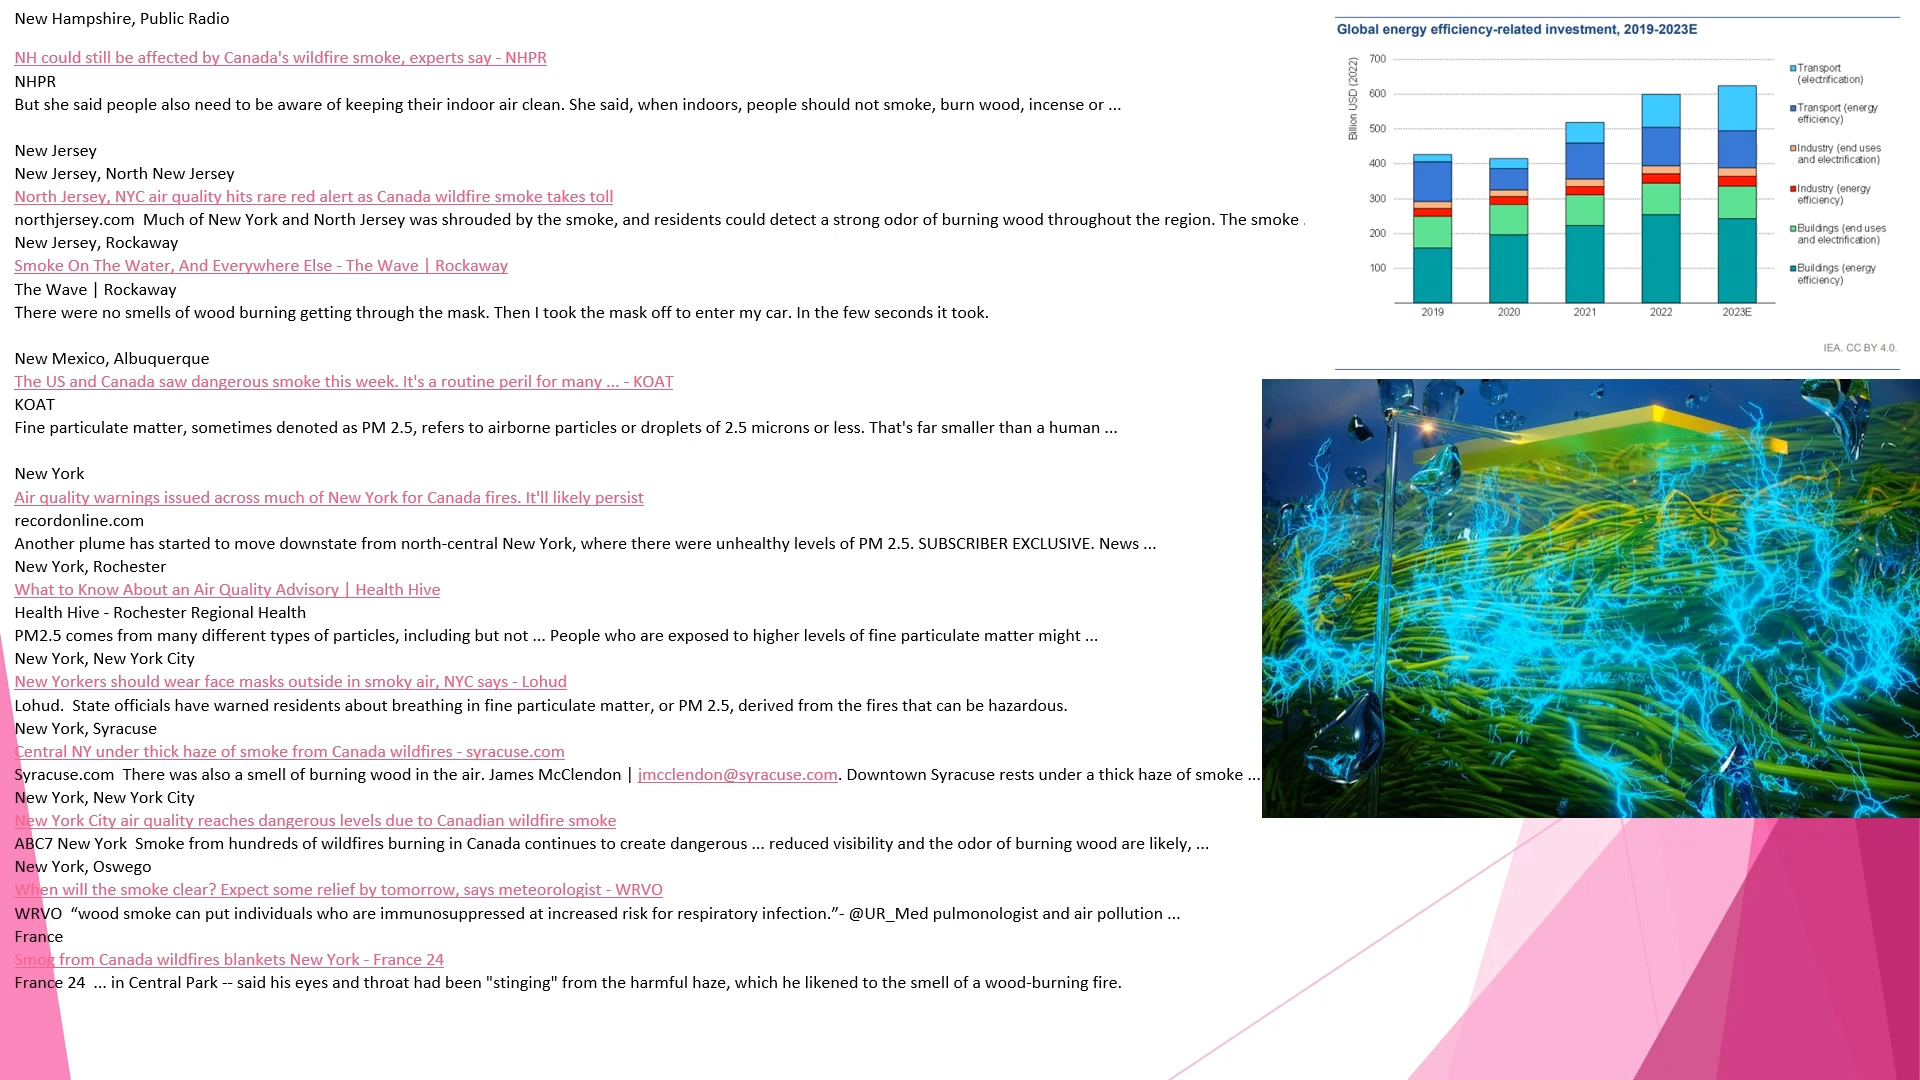 New Hampshire, Public Radio
NH could still be affected by Canada's wildfire smoke, experts say - NHPR
NHPR
But she said people also need to be aware of keeping their indoor air clean. She said, when indoors, people should not smoke, burn wood, incense or ...
New Jersey
New Jersey, North New Jersey
North Jersey, NYC air quality hits rare red alert as Canada wildfire smoke takes toll
northjersey.com  Much of New York and North Jersey was shrouded by the smoke, and residents could detect a strong odor of burning wood throughout the region. The smoke .
New Jersey, Rockaway
Smoke On The Water, And Everywhere Else - The Wave | Rockaway
The Wave | Rockaway
There were no smells of wood burning getting through the mask. Then I took the mask off to enter my car. In the few seconds it took.
New Mexico, Albuquerque
The US and Canada saw dangerous smoke this week. It's a routine peril for many ... - KOAT
KOAT
Fine particulate matter, sometimes denoted as PM 2.5, refers to airborne particles or droplets of 2.5 microns or less. That's far smaller than a human ...
New York
Air quality warnings issued across much of New York for Canada fires. It'll likely persist
recordonline.com
Another plume has started to move downstate from north-central New York, where there were unhealthy levels of PM 2.5. SUBSCRIBER EXCLUSIVE. News ...
New York, Rochester
What to Know About an Air Quality Advisory | Health Hive
Health Hive - Rochester Regional Health
PM2.5 comes from many different types of particles, including but not ... People who are exposed to higher levels of fine particulate matter might ...
New York, New York City
New Yorkers should wear face masks outside in smoky air, NYC says - Lohud
Lohud.  State officials have warned residents about breathing in fine particulate matter, or PM 2.5, derived from the fires that can be hazardous.
New York, Syracuse
Central NY under thick haze of smoke from Canada wildfires - syracuse.com
Syracuse.com  There was also a smell of burning wood in the air. James McClendon | jmcclendon@syracuse.com. Downtown Syracuse rests under a thick haze of smoke ...
New York, New York City
New York City air quality reaches dangerous levels due to Canadian wildfire smoke
ABC7 New York  Smoke from hundreds of wildfires burning in Canada continues to create dangerous ... reduced visibility and the odor of burning wood are likely, ...
New York, Oswego
When will the smoke clear? Expect some relief by tomorrow, says meteorologist - WRVO
WRVO  “wood smoke can put individuals who are immunosuppressed at increased risk for respiratory infection.”- @UR_Med pulmonologist and air pollution ...
France
Smog from Canada wildfires blankets New York - France 24
France 24  ... in Central Park -- said his eyes and throat had been "stinging" from the harmful haze, which he likened to the smell of a wood-burning fire.
Global energy efficiency-related investment, 2019-2023E
Billion USD (2022)
700
600
500
400
300
200
100
2019 2020 2021 2022 2023E
Transport
(electrification)
Transport (energy
efficiency)
Industry (end uses
and electrification)
Industry (energy
efficiency)
Buildings (end uses
and electrification)
Buildings (energy
efficiency)
IEA. CC BY 4.0.